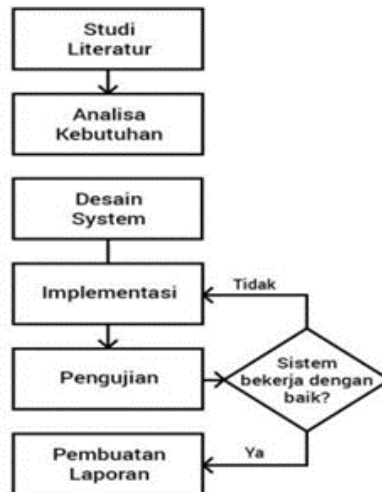 Studi
Literatur
Analisa
Kebutuhan
Desain
System
Implementasi
Tidak
Pengujian
Sistem
bekerja dengan
baik?
Ya
Pembuatan
Laporan